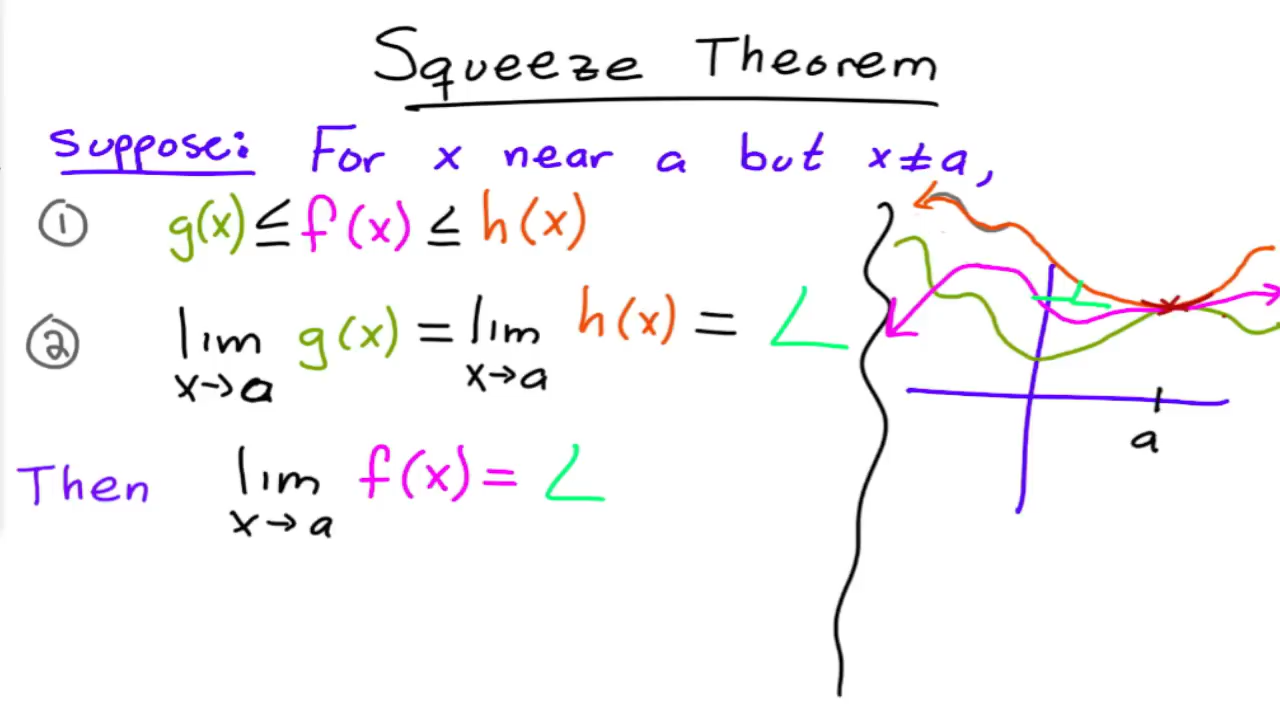 Squeeze Theorem
Suppose: For x near a but x≠a,
① g(x) ≤ f(x) ≤ h(x)
② lim x→a g(x) = lim x→a h(x) = L
Then lim x→a f(x) = L
L
a